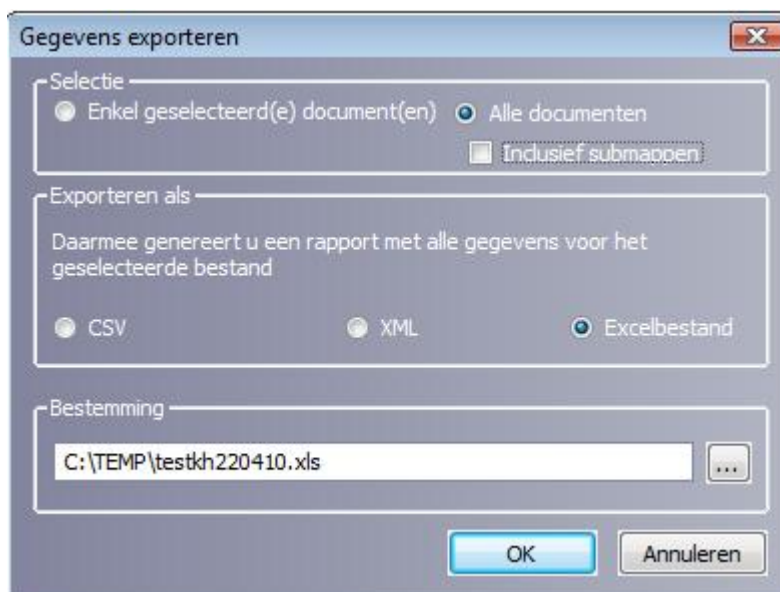 Gegevens exporteren
Selectie
Enkel geselecteerd(e) document(en) Alle documenten
Inclusief submappen
Exporteren als
Daarmee genereert u een rapport met alle gegevens voor het
geselecteerde bestand
CSV XML Excelbestand
Bestemming
C:\TEMP\testkh220410.xls ...
OK Annuleren